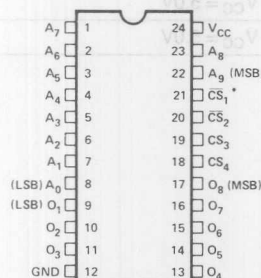 A7 1 24 VCC
A6 2 23 A8
A5 3 22 A9 (MSB
A4 4 21 CS1 *
A3 5 20 CS2
A2 6 19 CS3
A1 7 18 CS4
(LSB) A0 8 17 O8 (MSB)
(LSB) O1 9 16 O7
O2 10 15 O6
O3 11 14 O5
GND 12 13 O4